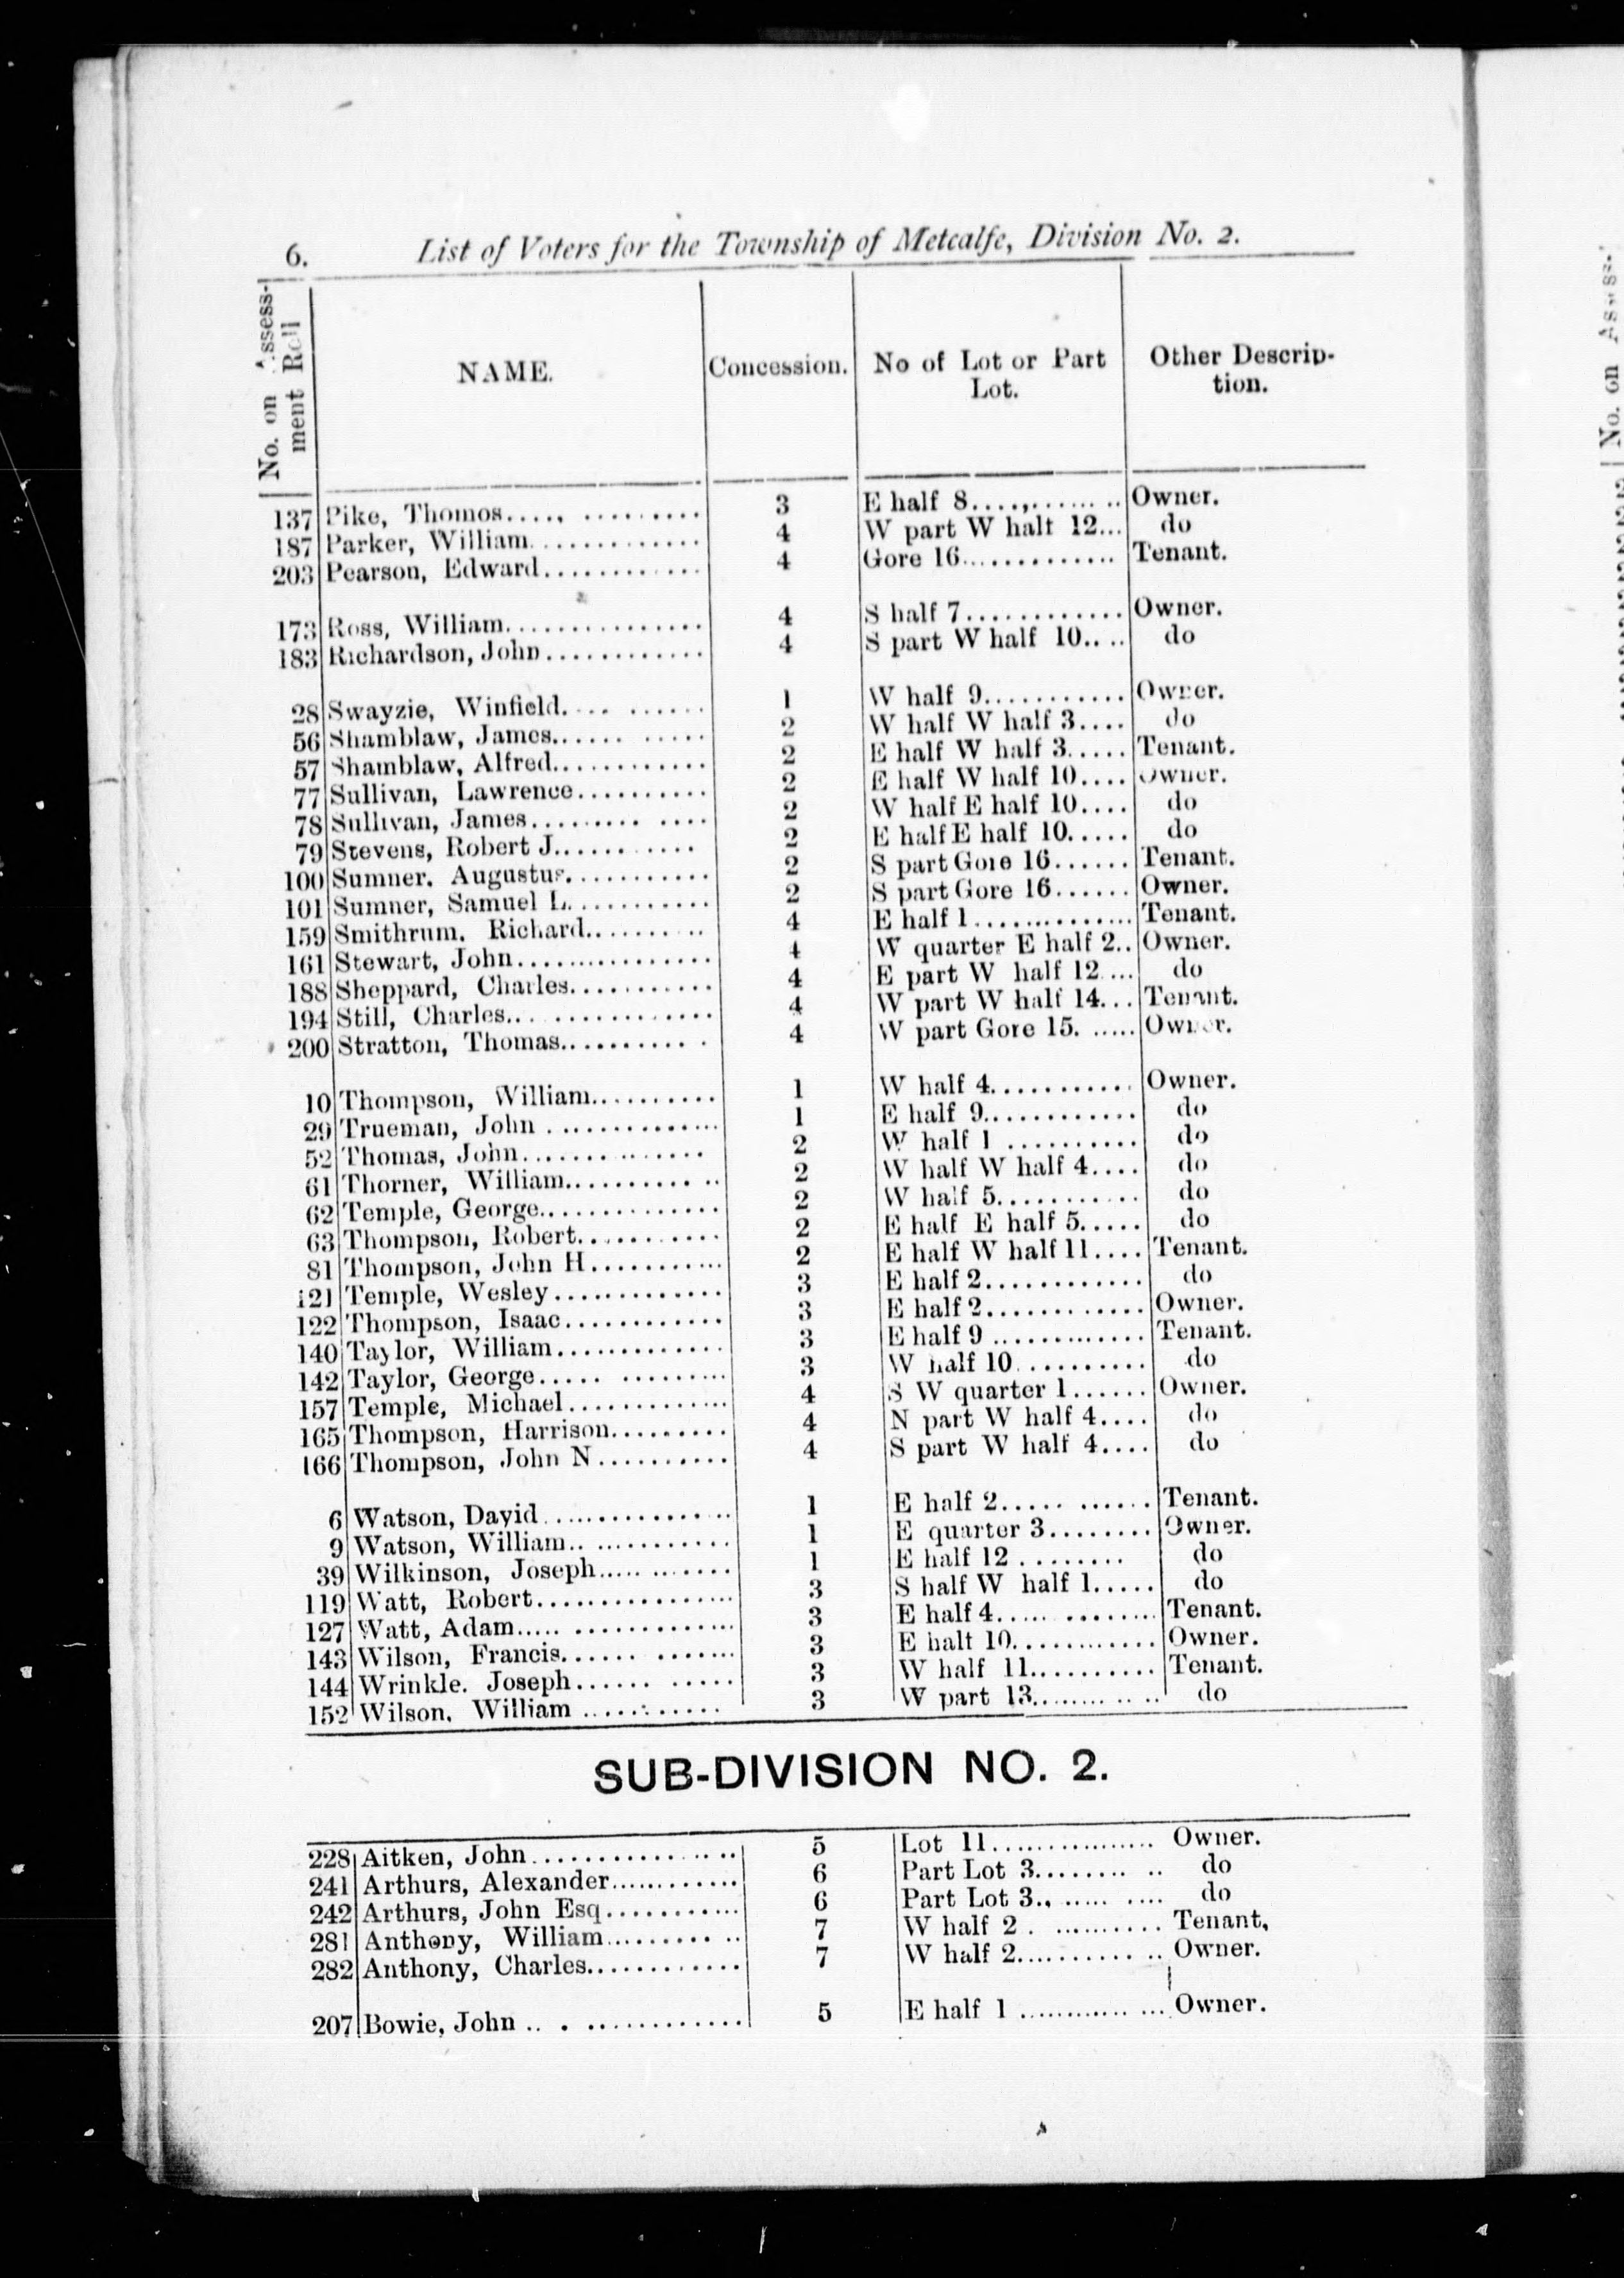 6. List of Voters for the Township of Metcalfe, Division No. 2.
No. on Assessment Roll NAME. Concession. No of Lot or Part Lot. Other Description.
137 Pike, Thomos 3 E half 8 Owner.
187 Parker, William 4 W part W halt 12 do
203 Pearson, Edward 4 Gore 16 Tenant.
173 Ross, William 4 S half 7 Owner.
183 Richardson, John 4 S part W half 10 do
28 Swayzie, Winfield 1 W half 9 Owner.
56 Shamblaw, James 2 W half W half 3 do
57 Shamblaw, Alfred 2 E half W half 3 Tenant.
77 Sullivan, Lawrence 2 E half W half 10 Owner.
78 Sullivan, James 2 W half E half 10 do
79 Stevens, Robert J. 2 E half E half 10 do
100 Sumner. Augustus 2 S part Gore 16 Tenant.
101 Sumner, Samuel L. 2 S part Gore 16 Owner.
159 Smithrum. Richard 4 E half 1 Tenant.
161 Stewart, John 4 W quarter E half 2 Owner.
188 Sheppard, Charles 4 E part W half 12 do
194 Still, Charles 4 W part W half 14 Tenant.
200 Stratton, Thomas 4 W part Gore 15. Owner.
10 Thompson, William 1 W half 4 Owner.
29 Trueman, John 1 E half 9 do
52 Thomas, John 2 W half 1 do
61 Thorner, William 2 W half W half 4 do
62 Temple, George 2 W half 5 do
63 Thompson, Robert 2 E half E half 5 do
81 Thompson, John H 2 E half W half 11 Tenant.
121 Temple, Wesley 3 E half 2 do
122 Thompson, Isaac 3 E half 2 Owner.
140 Taylor, William 3 E half 9 Tenant.
142 Taylor, George 3 W half 10 do
157 Temple, Michael 4 S W quarter 1 Owner.
165 Thompson, Harrison 4 N part W half 4 do
166 Thompson, John N 4 S part W half 4 do
6 Watson, David 1 E half 2 Tenant.
9 Watson, William 1 E quarter 3 Owner.
39 Wilkinson, Joseph 1 E half 12 do
119 Watt, Robert 3 S half W half 1 do
127 Watt, Adam 3 E half 4 Tenant.
143 Wilson, Francis 3 E halt 10 Owner.
144 Wrinkle. Joseph 3 W half 11 Tenant.
152 Wilson. William 3 W part 13 do
SUB-DIVISION NO. 2.
228 Aitken, John 5 Lot 11 Owner.
241 Arthurs, Alexander 6 Part Lot 3 do
242 Arthurs, John Esq 6 Part Lot 3 do
281 Anthony, William 7 W half 2 Tenant,
282 Anthony, Charles 7 W half 2 Owner.
207 Bowie, John 5 E half 1 Owner.
No. on Assess-